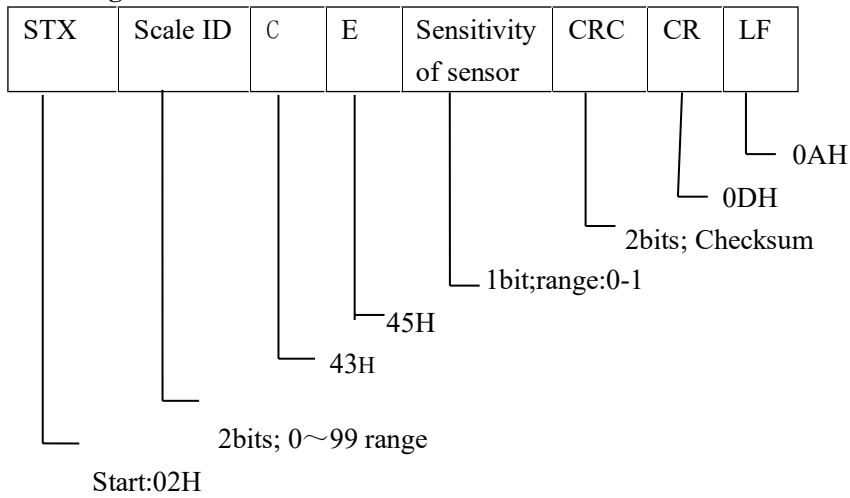 STX Scale ID C E Sensitivity of sensor CRC CR LF
0AH
0DH
2bits; Checksum
1bit;range:0-1
45H
43H
2bits; 0～99 range
Start:02H